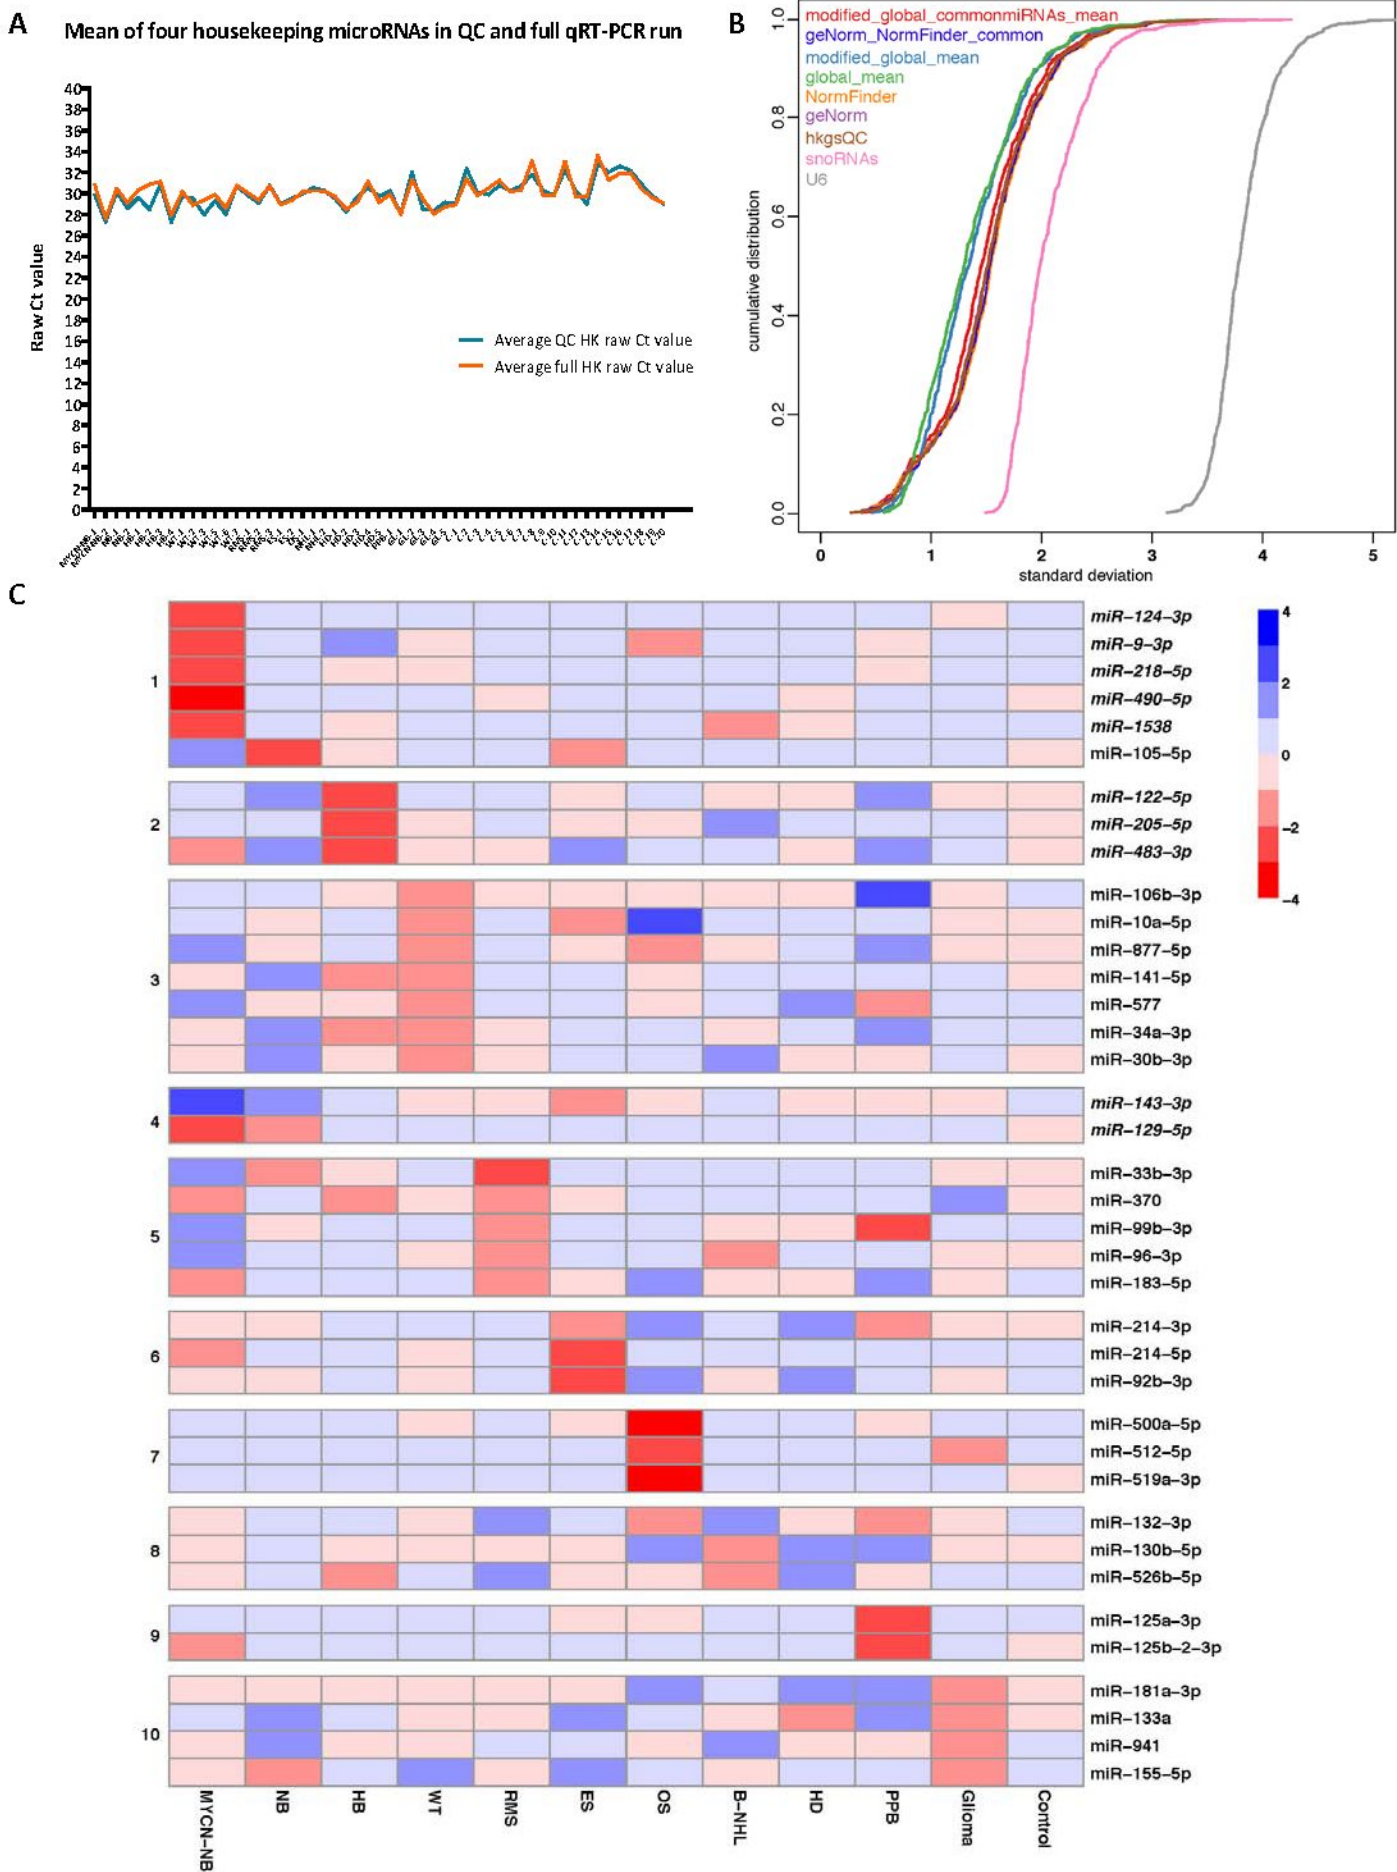 A
Mean of four housekeeping microRNAs in QC and full qRT-PCR run
Raw Ct value
40
38
36
34
32
30
28
26
24
22
20
18
16
14
12
10
8
6
4
2
0
Average QC HK raw Ct value
Average full HK raw Ct value
B
modified_global_commonmiRNAs_mean
geNorm_NormFinder_common
modified_global_mean
global_mean
NormFinder
geNorm
hkgsQC
snoRNAs
U6
cumulative distribution
1.0
0.8
0.6
0.4
0.2
0.0
0 1 2 3 4 5
standard deviation
C
1
miR-124-3p
miR-9-3p
miR-218-5p
miR-490-5p
miR-1538
miR-105-5p
2
miR-122-5p
miR-205-5p
miR-483-3p
3
miR-106b-3p
miR-10a-5p
miR-877-5p
miR-141-5p
miR-577
miR-34a-3p
miR-30b-3p
4
miR-143-3p
miR-129-5p
5
miR-33b-3p
miR-370
miR-99b-3p
miR-96-3p
miR-183-5p
6
miR-214-3p
miR-214-5p
miR-92b-3p
7
miR-500a-5p
miR-512-5p
miR-519a-3p
8
miR-132-3p
miR-130b-5p
miR-526b-5p
9
miR-125a-3p
miR-125b-2-3p
10
miR-181a-3p
miR-133a
miR-941
miR-155-5p
4
2
0
-2
-4
MYCN-NB
NB
HB
WT
RMS
ES
OS
B-NHL
HD
PPB
Glioma
Control